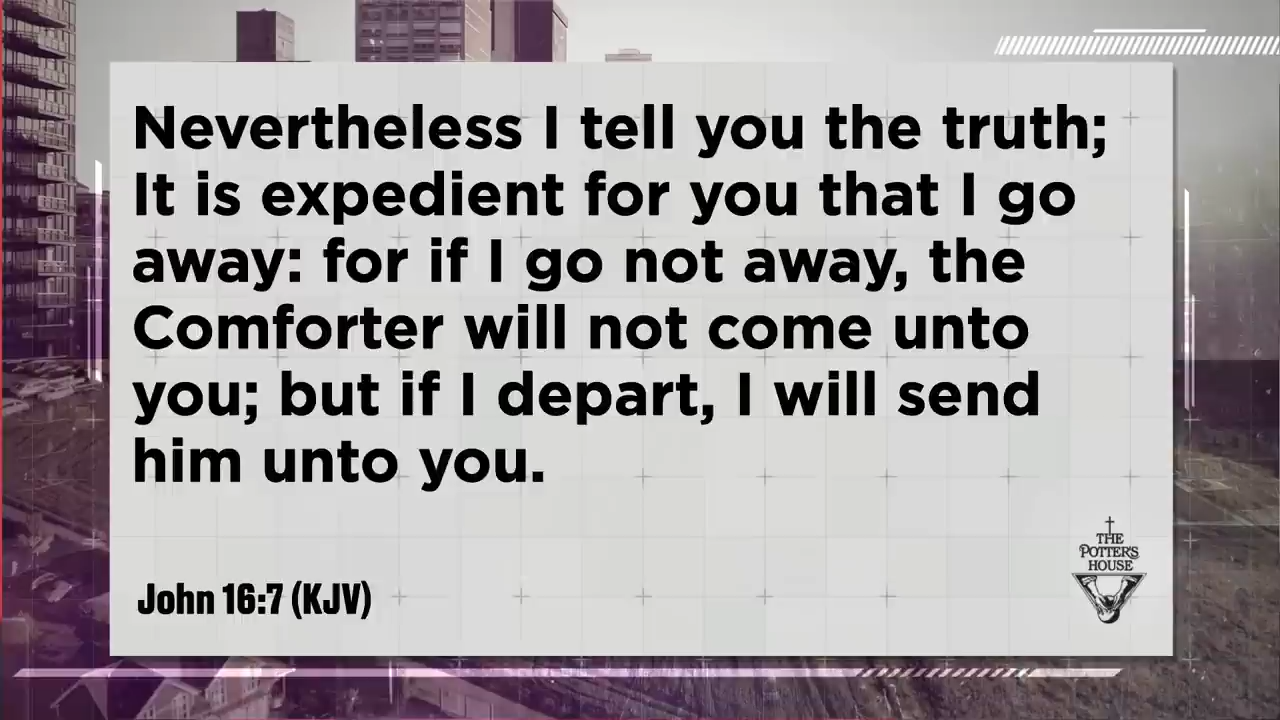 Nevertheless I tell you the truth;
It is expedient for you that I go
away: for if I go not away, the
Comforter will not come unto
you; but if I depart, I will send
him unto you.
John 16:7 (KJV)
THE
POTTER'S
HOUSE